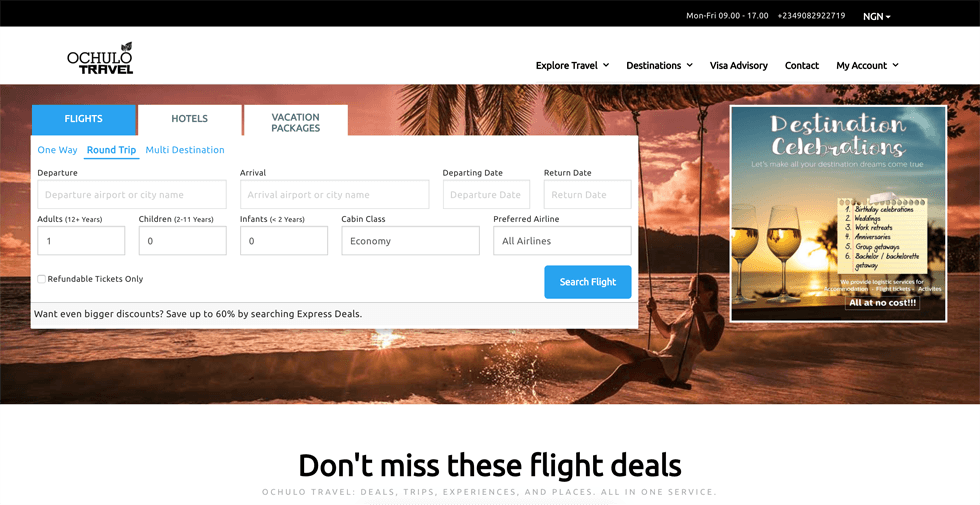 Mon-Fri 09.00 - 17.00 +2349082922719 NGN
OCHULO
TRAVEL
Explore Travel Destinations Visa Advisory Contact My Account
FLIGHTS HOTELS VACATION
PACKAGES
One Way Round Trip Multi Destination
Departure Arrival Departing Date Return Date
Departure airport or city name Arrival airport or city name Departure Date Return Date
Adults (12+ Years) Children (2-11 Years) Infants (< 2 Years) Cabin Class Preferred Airline
1 0 0 Economy All Airlines
Refundable Tickets Only
Search Flight
Want even bigger discounts? Save up to 60% by searching Express Deals.
Destination
Celebrations
Let's make all your destination dreams come true
1. Birthday celebrations
2. Weddings
3. Work retreats
4. Anniversaries
5. Group getaways
6. Bachelor / bachelorette
getaway
We provide logistic services for
Accommodation - Flight tickets - Activites
All at no cost!!!
Don't miss these flight deals
OCHULO TRAVEL: DEALS, TRIPS, EXPERIENCES, AND PLACES. ALL IN ONE SERVICE.